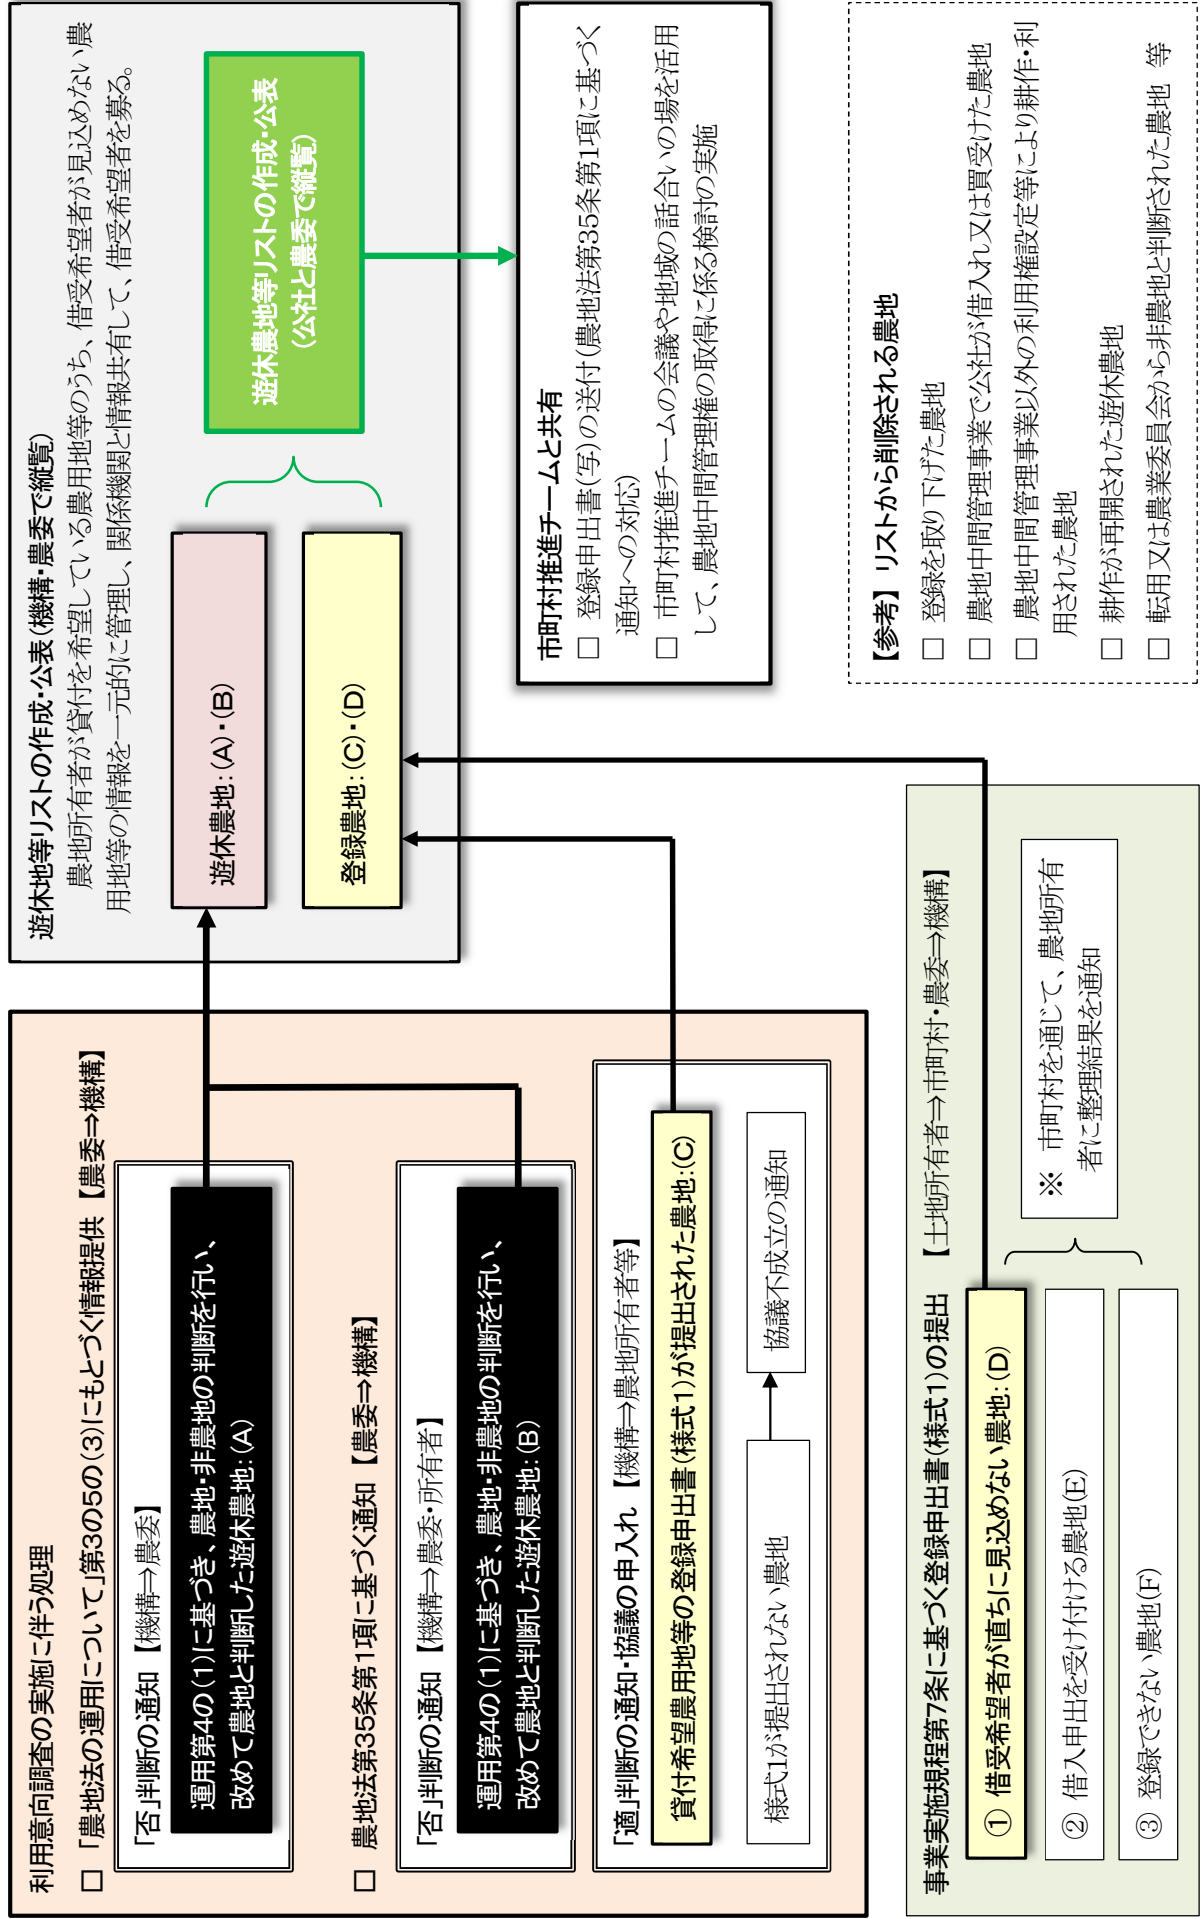 利用意向調査の実施に伴う処理
□ 「農地法の運用について」第3の5の(3)にもとづく情報提供 【農委⇒機構】
「否」判断の通知 【機構⇒農委】
運用第4の(1)に基づき、農地・非農地の判断を行い、
改めて農地と判断した遊休農地:(A)
□ 農地法第35条第1項に基づく通知 【農委⇒機構】
「否」判断の通知 【機構⇒農委・所有者】
運用第4の(1)に基づき、農地・非農地の判断を行い、
改めて農地と判断した遊休農地:(B)
「適」判断の通知・協議の申入れ 【機構⇒農地所有者等】
貸付希望農用地等の登録申出書(様式1)が提出された農地:(C)
様式1が提出されない農地
協議不成立の通知
事業実施規程第7条に基づく登録申出書(様式1)の提出 【土地所有者⇒市町村・農委⇒機構】
① 借受希望者が直ちに見込めない農地:(D)
② 借入申出を受け付ける農地(E)
③ 登録できない農地(F)
※ 市町村を通じて、農地所有
者に整理結果を通知
遊休地等リストの作成・公表(機構・農委で縦覧)
農地所有者が貸付を希望している農用地等のうち、借受希望者が見込めない農
用地等の情報を一元的に管理し、関係機関と情報共有して、借受希望者を募る。
遊休農地:(A)・(B)
登録農地:(C)・(D)
遊休農地等リストの作成・公表
(公社と農委で縦覧)
市町村推進チームと共有
□ 登録申出書(写)の送付(農地法第35条第1項に基づく
通知への対応)
□ 市町村推進チームの会議や地域の話合いの場を活用
して、農地中間管理権の取得に係る検討の実施
【参考】 リストから削除される農地
□ 登録を取り下げた農地
□ 農地中間管理事業で公社が借入れ又は買受けた農地
□ 農地中間管理事業以外の利用権設定等により耕作・利
用された農地
□ 耕作が再開された遊休農地
□ 転用又は農業委員会から非農地と判断された農地 等